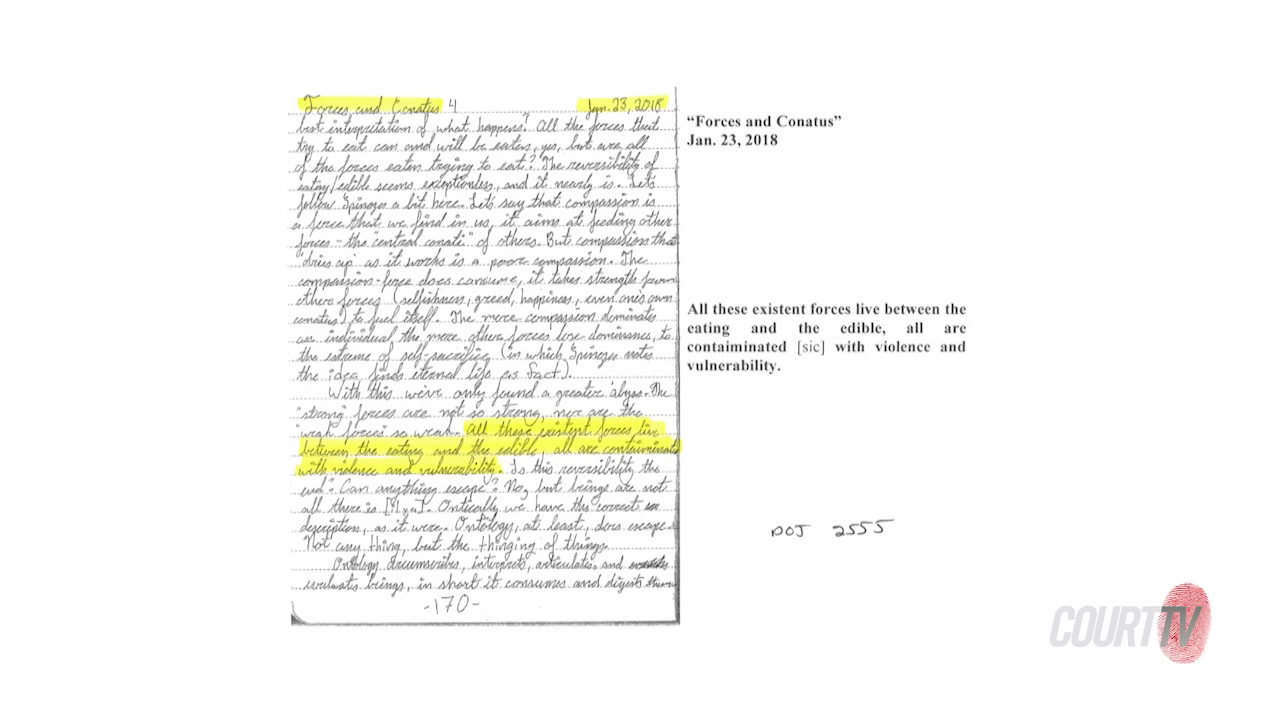 Forces and Conatus 4 Jan. 23, 2018
best interpretation of what happens? All the forces that
try to eat can and will be eaten, yes, but are all
of the forces eaten trying to eat? The reversibility of
eating/edible seems exceptionless, and it nearly is. Let's
follow Spinoza a bit here. Let's say that compassion is
a force that we find in us, it aims at feeding other
forces - the "central conati" of others. But compassion that
'dries up' as it works is a poor compassion. The
compassion-force does consume, it takes strength from
other forces (selfishness, greed, happiness, even one's own
conatus) to fuel itself. The more compassion dominates
an individual the more other forces lose dominance, to
the extreme of self-sacrifice (in which Spinoza notes
the idea finds eternal life as fact).
With this we've only found a greater abyss. The
"strong" forces are not so strong, nor are the
"weak forces" so weak. All these existent forces live
between the eating and the edible, all are contaiminated
with violence and vulnerability. Is this reversibility the
end? Can anything escape? No, but beings are not
all there is. Ontically we have this correct
description, as it were. Ontology, at least, does escape.
Not any thing, but the thinging of things.
Ontology circumscribes, interprets, articulates, and
evaluates beings, in short it consumes and digests them
-170-
“Forces and Conatus”
Jan. 23, 2018
All these existent forces live between the
eating and the edible, all are
contaiminated [sic] with violence and
vulnerability.
DOJ 2555
COURT TV